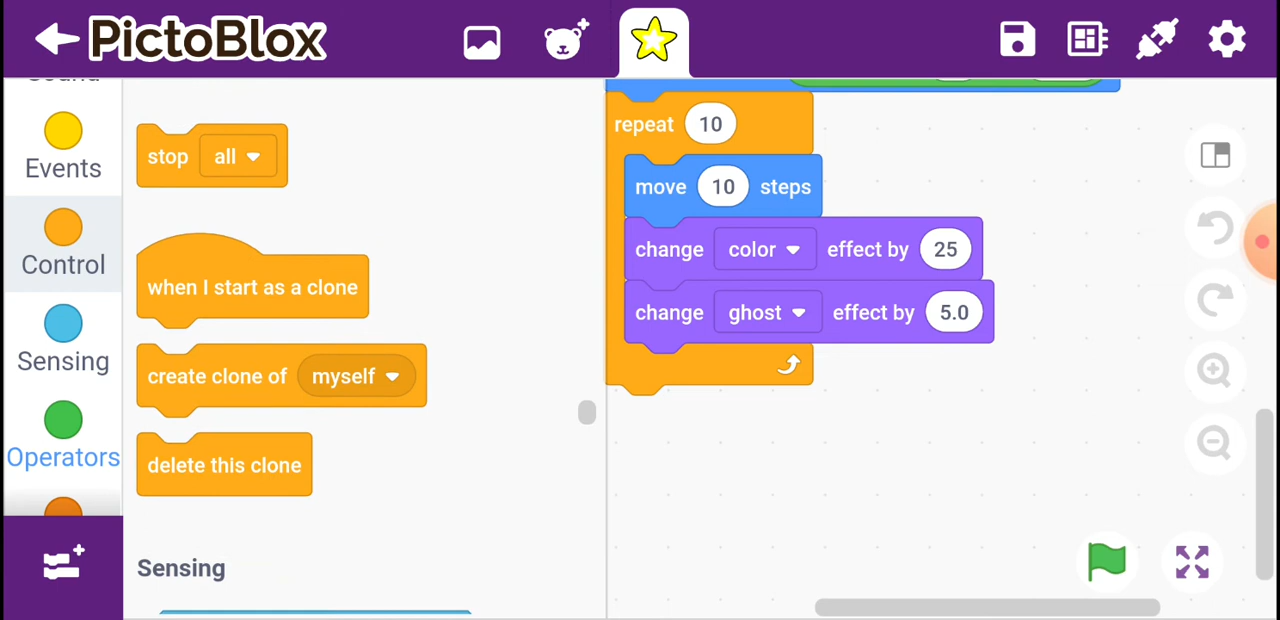 PictoBlox
Sound
Events
Control
Sensing
Operators
stop all
when I start as a clone
create clone of myself
delete this clone
Sensing
repeat 10
move 10 steps
change color effect by 25
change ghost effect by 5.0